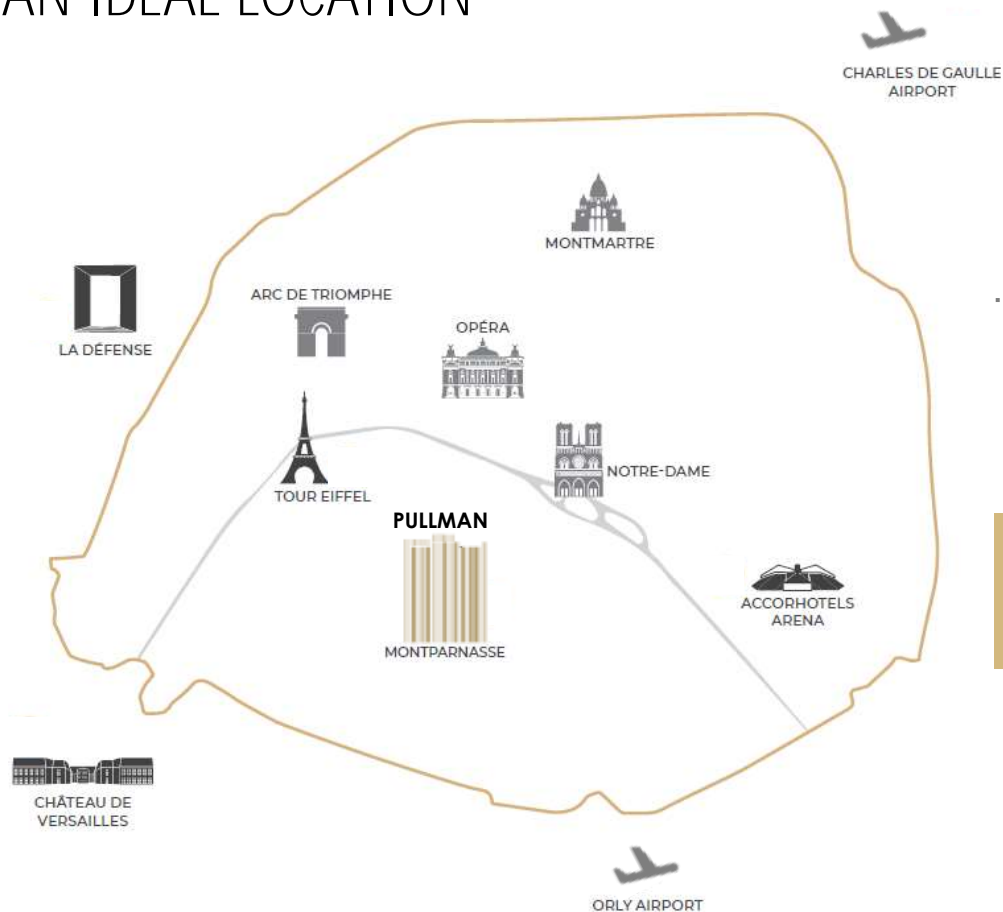 AN IDEAL LOCATION
CHARLES DE GAULLE
AIRPORT
MONTMARTRE
ARC DE TRIOMPHE
OPÉRA
LA DÉFENSE
NOTRE-DAME
TOUR EIFFEL
PULLMAN
ACCORHOTELS
ARENA
MONTPARNASSE
CHÂTEAU DE
VERSAILLES
ORLY AIRPORT